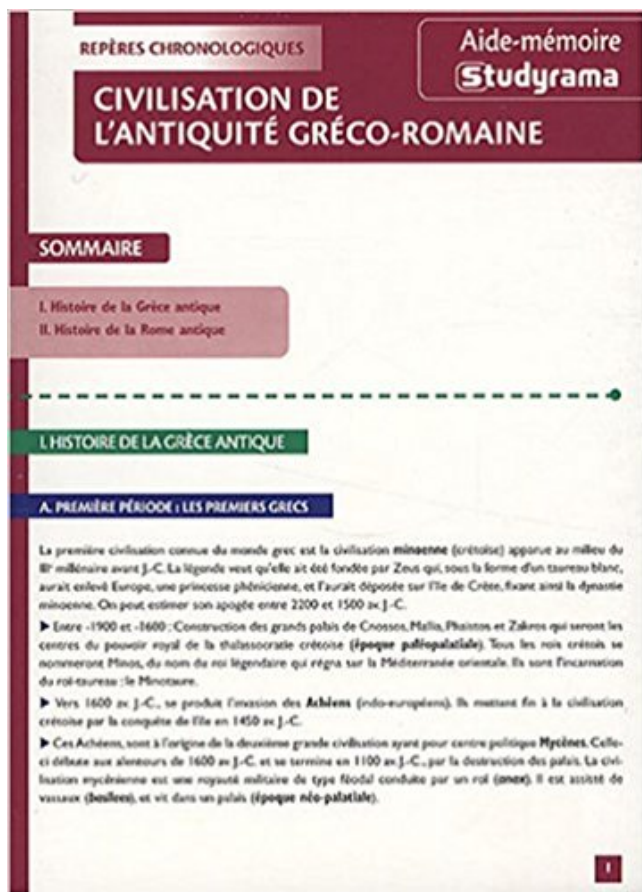 REPÈRES CHRONOLOGIQUES
Aide-mémoire
Studyrama
CIVILISATION DE
L'ANTIQUITÉ GRÉCO-ROMAINE
SOMMAIRE
I. Histoire de la Grèce antique
II. Histoire de la Rome antique
I. HISTOIRE DE LA GRÈCE ANTIQUE
A. PREMIÈRE PÉRIODE : LES PREMIERS GRECS
La première civilisation connue du monde grec est la civilisation minoenne (crétoise) apparue au milieu du
IIIe millénaire avant J.-C. La légende veut qu'elle ait été fondée par Zeus qui, sous la forme d'un taureau blanc,
aurait enlevé Europe, une princesse phénicienne, et l'aurait déposée sur l'île de Crète, fixant ainsi la dynastie
minoenne. On peut estimer son apogée entre 2200 et 1500 av. J.-C.
▶ Entre -1900 et -1600 : Construction des grands palais de Cnossos, Mallia, Phaistos et Zakros qui seront les
centres du pouvoir royal de la thalassocratie crétoise (époque paléopalatiale). Tous les rois crétois se
nommeront Minos, du nom du roi légendaire qui régna sur la Méditerranée orientale. Ils sont l'incarnation
du roi-taureau : le Minotaure.
▶ Vers 1600 av. J.-C., se produit l'invasion des Achéens (indo-européens). Ils mettent fin à la civilisation
crétoise par la conquête de l'île en 1450 av. J.-C.
▶ Ces Achéens, sont à l'origine de la deuxième grande civilisation ayant pour centre politique Mycènes. Celle-
ci débute aux alentours de 1600 av. J.-C. et se termine en 1100 av. J.-C., par la destruction des palais. La civi-
lisation mycénienne est une royauté militaire de type féodal conduite par un roi (anax). Il est assisté de
vassaux (basilees), et vit dans un palais (époque néo-palatiale).
1